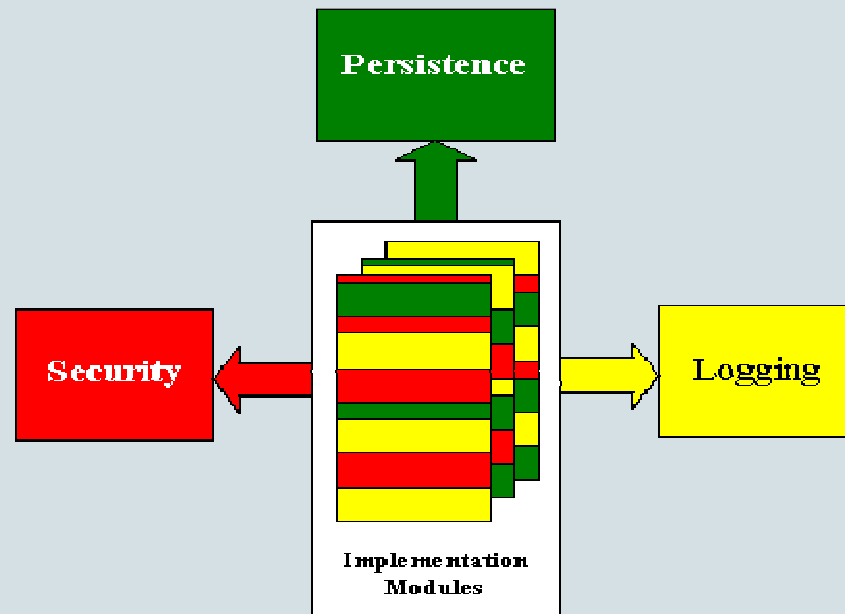 Persistence
Security
Logging
Implementation
Modules